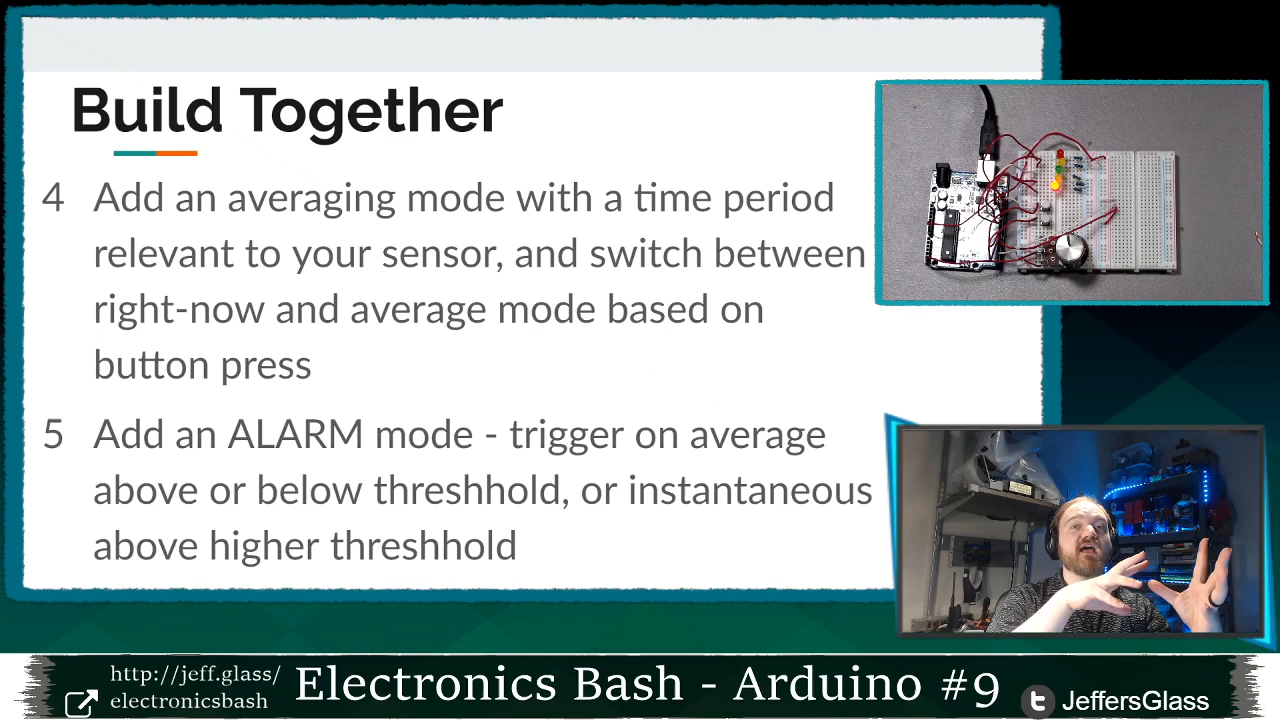 Build Together
4 Add an averaging mode with a time period
relevant to your sensor, and switch between
right-now and average mode based on
button press
5 Add an ALARM mode - trigger on average
above or below threshhold, or instantaneous
above higher threshhold
http://jeff.glass/
electronicsbash
Electronics Bash - Arduino #9
JeffersGlass